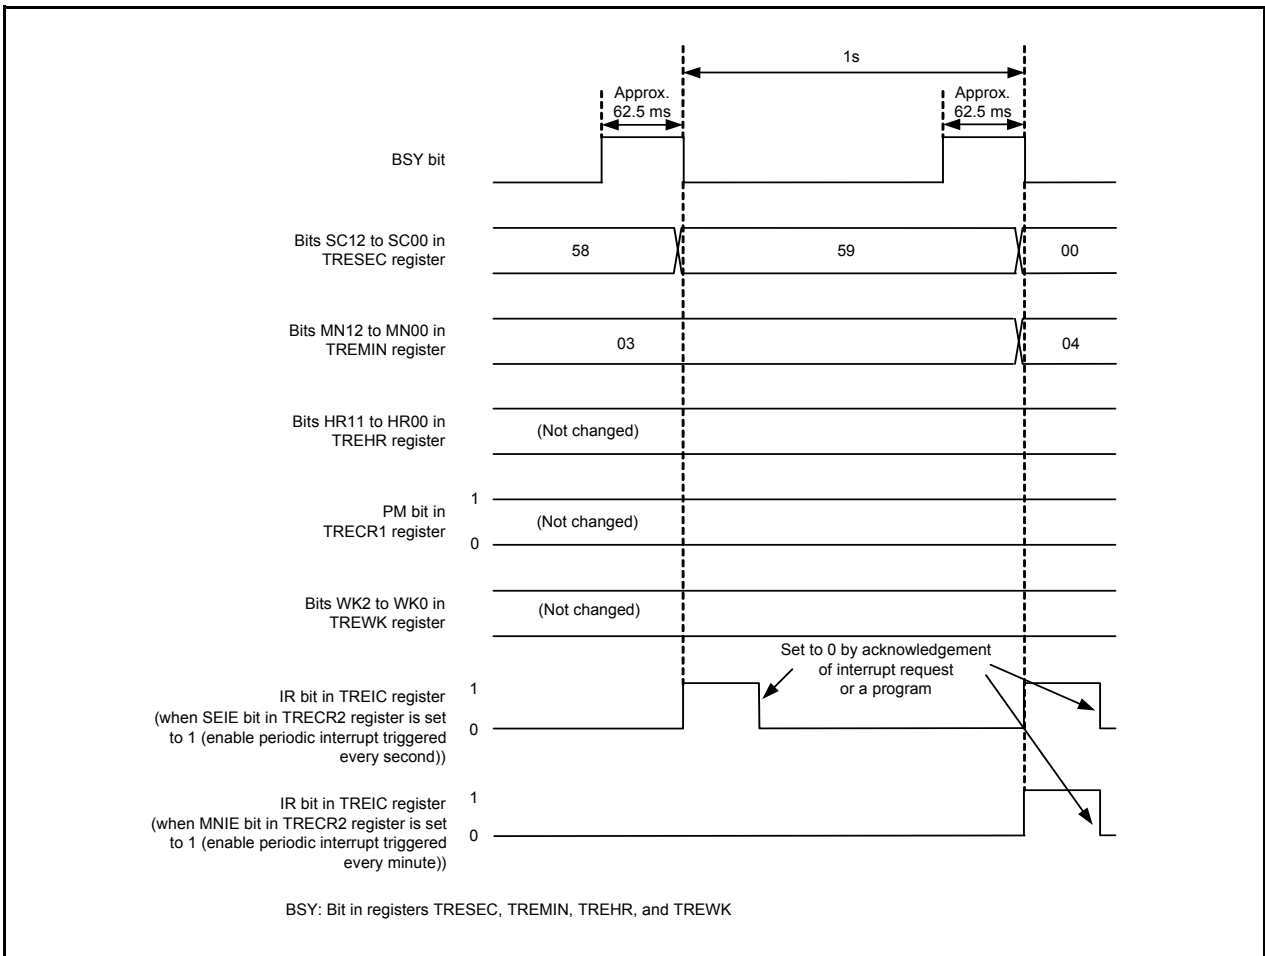 1s
Approx.
62.5 ms
Approx.
62.5 ms
BSY bit
Bits SC12 to SC00 in
TRESEC register
58
59
00
Bits MN12 to MN00 in
TREMIN register
03
04
Bits HR11 to HR00 in
TREHR register
(Not changed)
PM bit in
TRECR1 register
1
0
(Not changed)
Bits WK2 to WK0 in
TREWK register
(Not changed)
Set to 0 by acknowledgement
of interrupt request
or a program
IR bit in TREIC register
(when SEIE bit in TRECR2 register is set
to 1 (enable periodic interrupt triggered
every second))
1
0
IR bit in TREIC register
(when MNIE bit in TRECR2 register is set
to 1 (enable periodic interrupt triggered
every minute))
1
0
BSY: Bit in registers TRESEC, TREMIN, TREHR, and TREWK